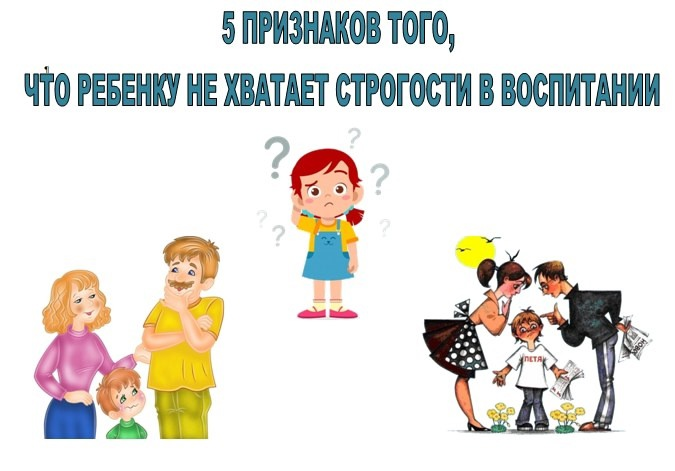 5 ПРИЗНАКОВ ТОГО,
ЧТО РЕБЕНКУ НЕ ХВАТАЕТ СТРОГОСТИ В ВОСПИТАНИИ
? ? ? ? ? ?
ПЕТЯ